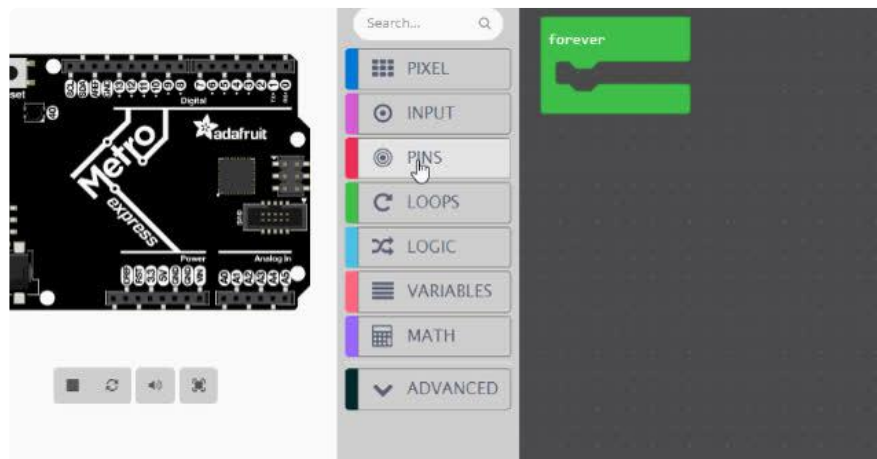 Search...
PIXEL
INPUT
PINS
LOOPS
LOGIC
VARIABLES
MATH
ADVANCED
forever
Digital
adafruit
Metro
express
Power
Analog In